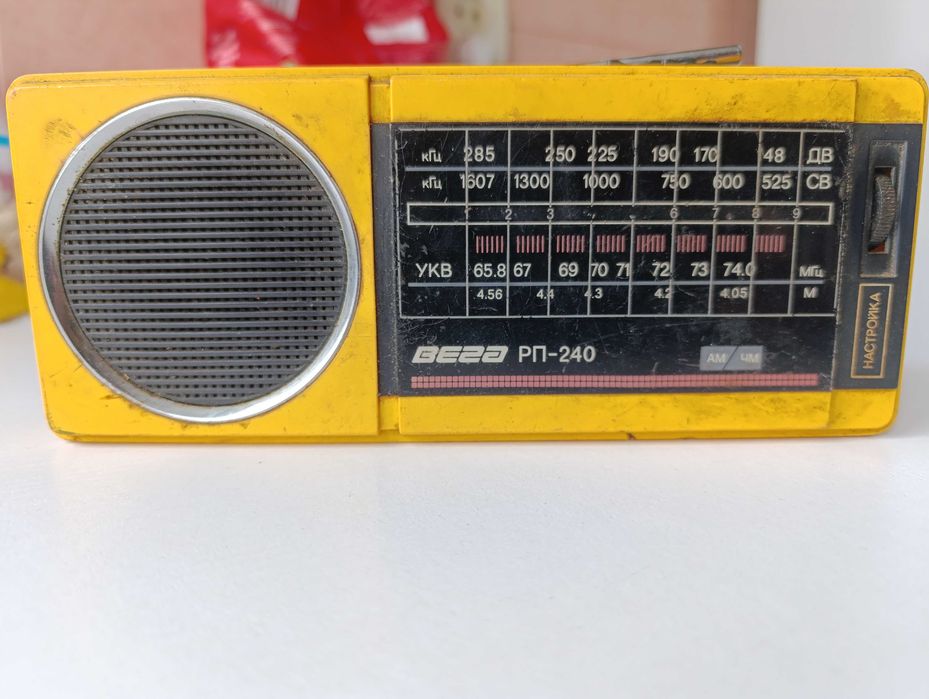 кГц 285 250 225 190 170 148 ДВ
кГц 1607 1300 1000 750 600 525 СВ
1 2 3 6 7 8 9
УКВ 65.8 67 69 70 71 72 73 74.0 МГц
4.56 4.4 4.3 4.2 4.05 М
ВЕГА РП-240 АМ/ЧМ
НАСТРОЙКА